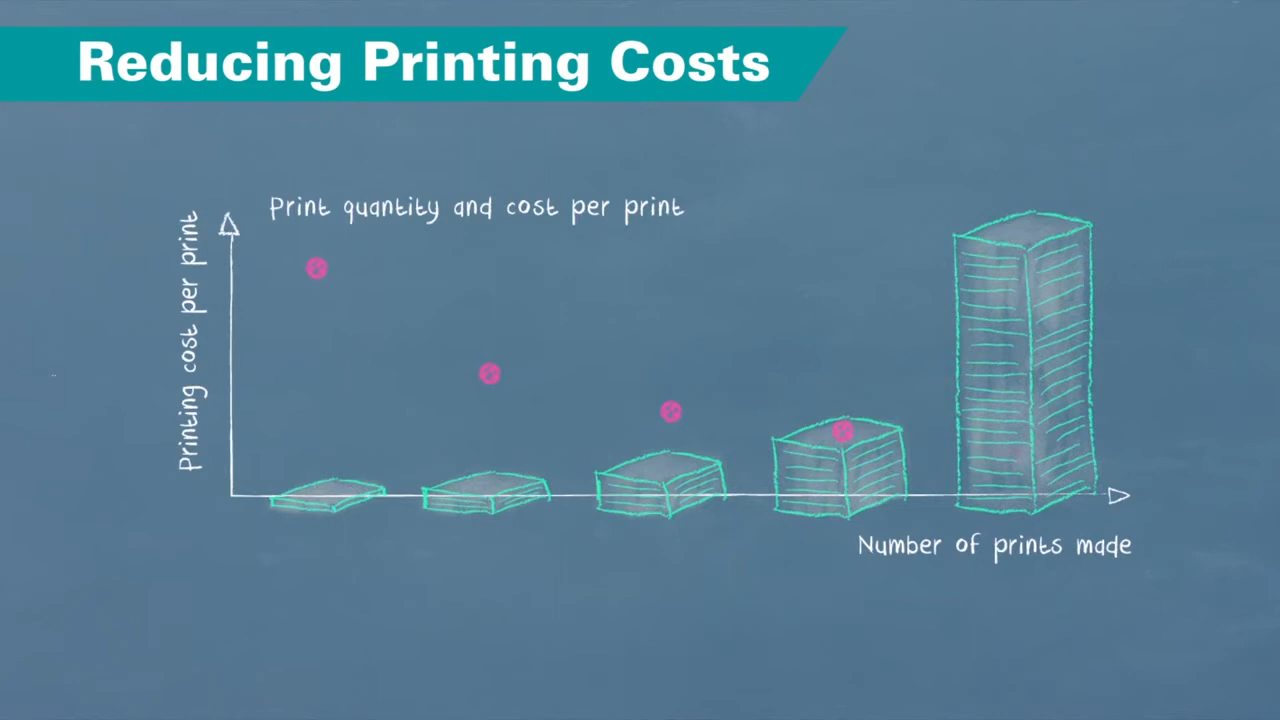 Reducing Printing Costs
Print quantity and cost per print
Printing cost per print
Number of prints made